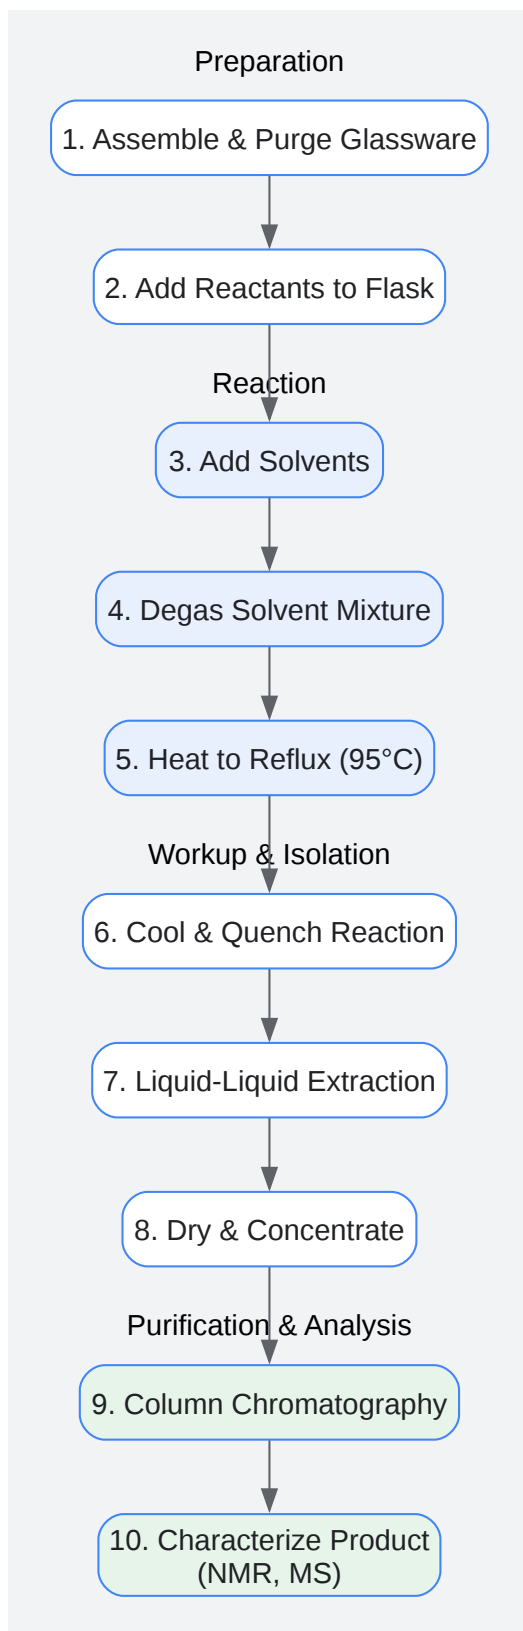 Preparation
1. Assemble & Purge Glassware
2. Add Reactants to Flask
Reaction
3. Add Solvents
4. Degas Solvent Mixture
5. Heat to Reflux (95°C)
Workup & Isolation
6. Cool & Quench Reaction
7. Liquid-Liquid Extraction
8. Dry & Concentrate
Purification & Analysis
9. Column Chromatography
10. Characterize Product
(NMR, MS)